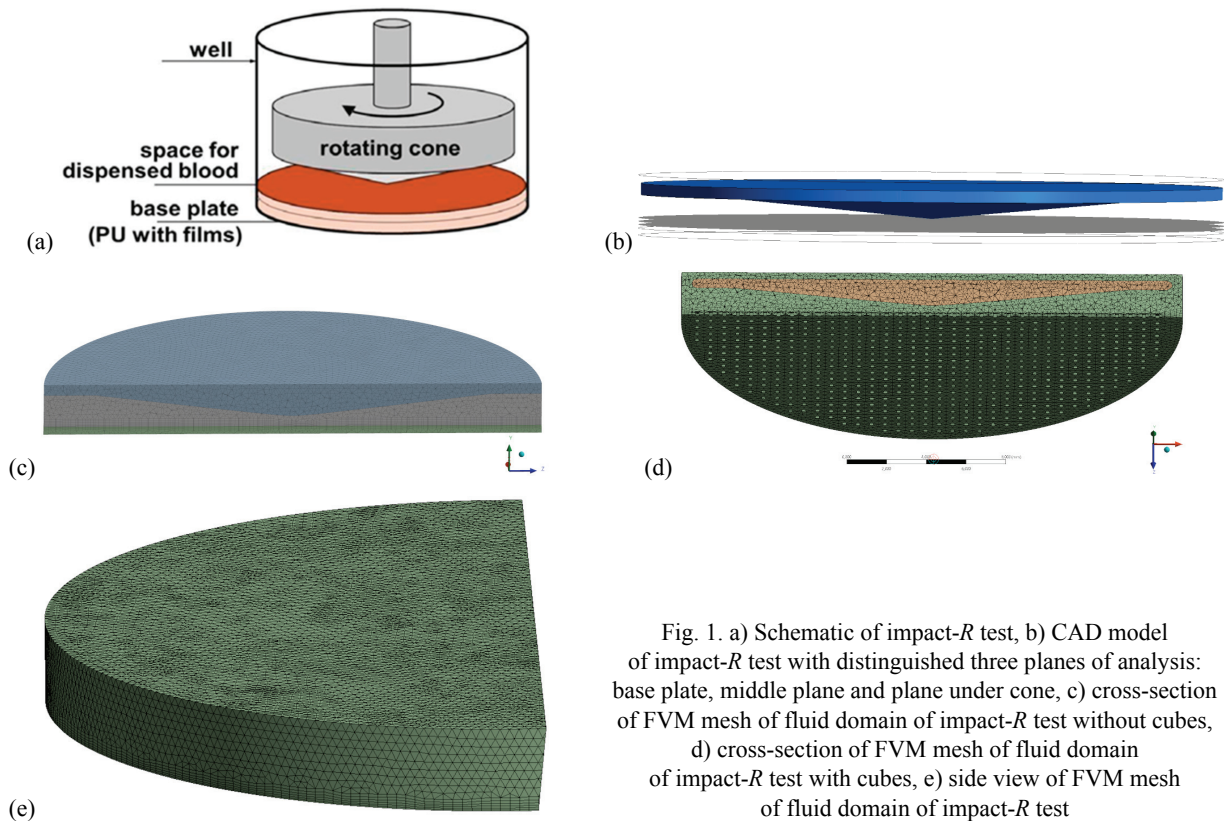 well
rotating cone
space for
dispensed blood
base plate
(PU with films)
(a)
(b)
(c)
(d)
(e)
Fig. 1. a) Schematic of impact-R test, b) CAD model
of impact-R test with distinguished three planes of analysis:
base plate, middle plane and plane under cone, c) cross-section
of FVM mesh of fluid domain of impact-R test without cubes,
d) cross-section of FVM mesh of fluid domain
of impact-R test with cubes, e) side view of FVM mesh
of fluid domain of impact-R test